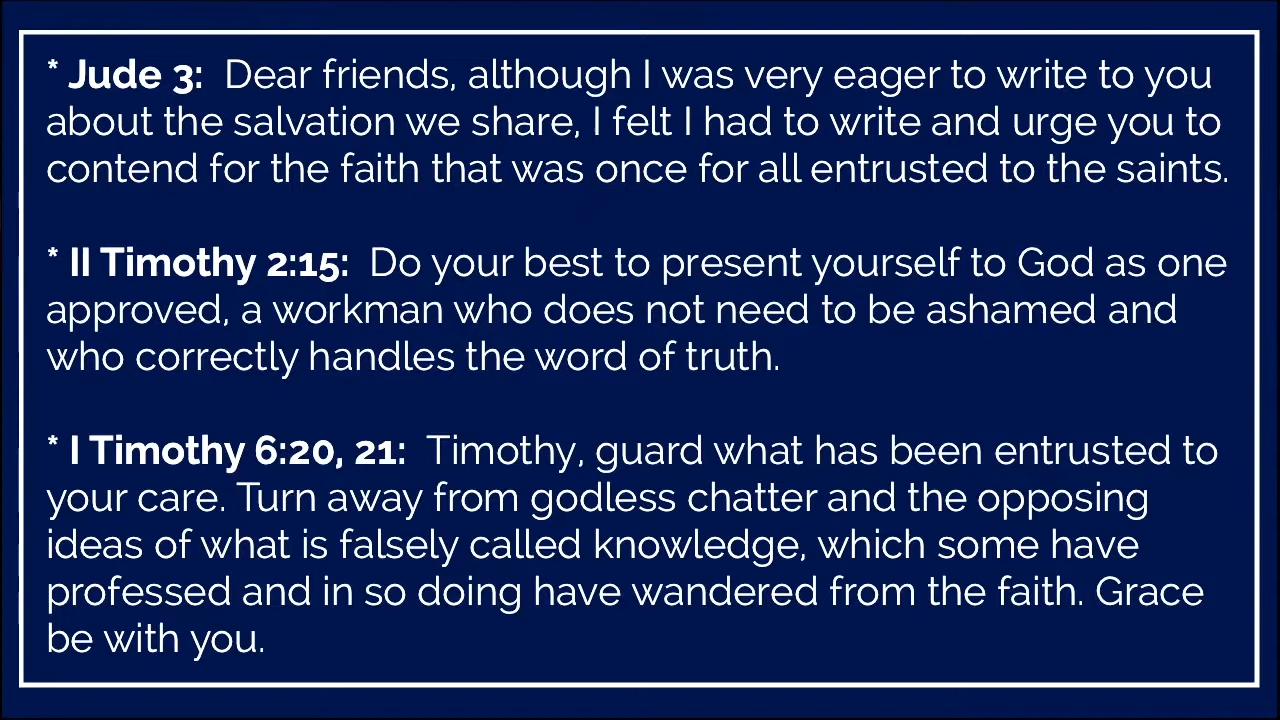 * Jude 3: Dear friends, although I was very eager to write to you
about the salvation we share, I felt I had to write and urge you to
contend for the faith that was once for all entrusted to the saints.
* II Timothy 2:15: Do your best to present yourself to God as one
approved, a workman who does not need to be ashamed and
who correctly handles the word of truth.
* I Timothy 6:20, 21: Timothy, guard what has been entrusted to
your care. Turn away from godless chatter and the opposing
ideas of what is falsely called knowledge, which some have
professed and in so doing have wandered from the faith. Grace
be with you.